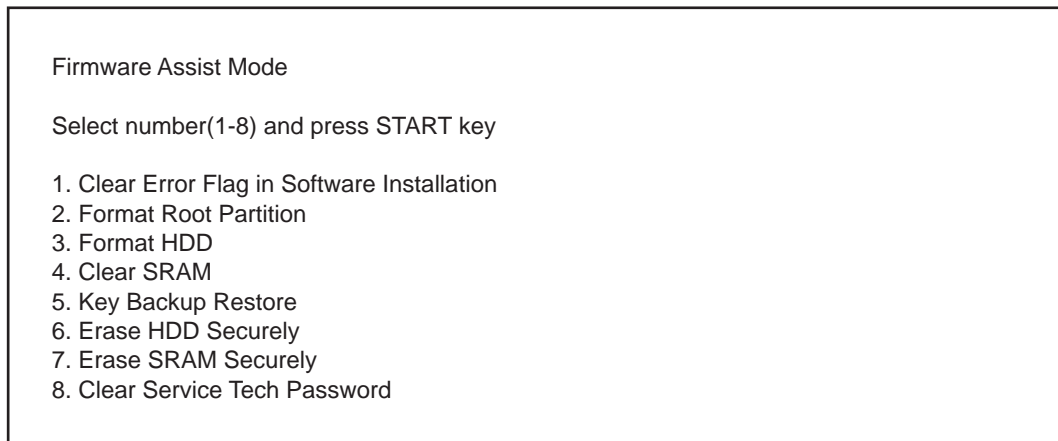 Firmware Assist Mode
Select number(1-8) and press START key
1. Clear Error Flag in Software Installation
2. Format Root Partition
3. Format HDD
4. Clear SRAM
5. Key Backup Restore
6. Erase HDD Securely
7. Erase SRAM Securely
8. Clear Service Tech Password